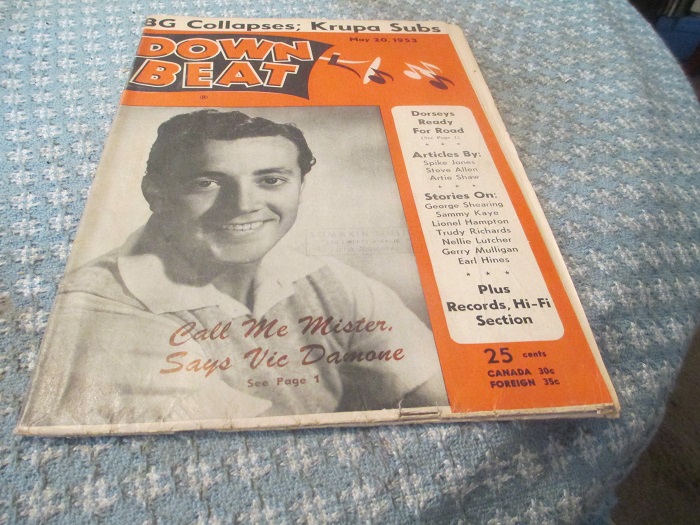 BG Collapses; Krupa Subs
DOWN
BEAT
®
May 20, 1953
Dorseys
Ready
For Road
(See Page 1)
* * *
Articles By:
Spike Jones
Steve Allen
Artie Shaw
* * *
Stories On:
George Shearing
Sammy Kaye
Lionel Hampton
Trudy Richards
Nellie Lutcher
Gerry Mulligan
Earl Hines
* * *
Plus
Records, Hi-Fi
Section
Call Me Mister,
Says Vic Damone
See Page 1
25 cents
CANADA 30c
FOREIGN 35c